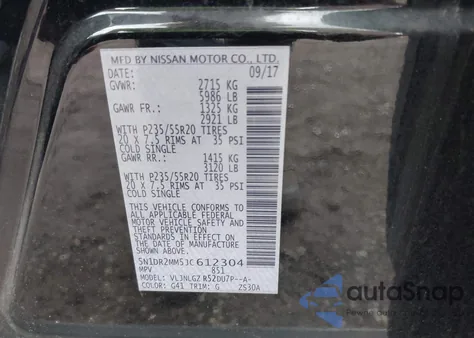 MFD BY NISSAN MOTOR CO., LTD.
DATE: 09/17
GVWR: 2715 KG
5986 LB
GAWR FR.: 1325 KG
2921 LB
WITH P235/55R20 TIRES
20 X 7.5 RIMS AT 35 PSI
COLD SINGLE
GAWR RR.: 1415 KG
3120 LB
WITH P235/55R20 TIRES
20 X 7.5 RIMS AT 35 PSI
COLD SINGLE
THIS VEHICLE CONFORMS TO ALL
APPLICABLE FEDERAL MOTOR
VEHICLE SAFETY AND
THEFT PREVENTION
STANDARDS IN EFFECT ON
THE DATE OF MANUFACTURE
SHOWN ABOVE
5N1DR2MM5JC612304
MPV 851
MODEL: VLJNLGZ R52DU7P--A-
COLOR: G41 TRIM: G 2530A
autoSnap